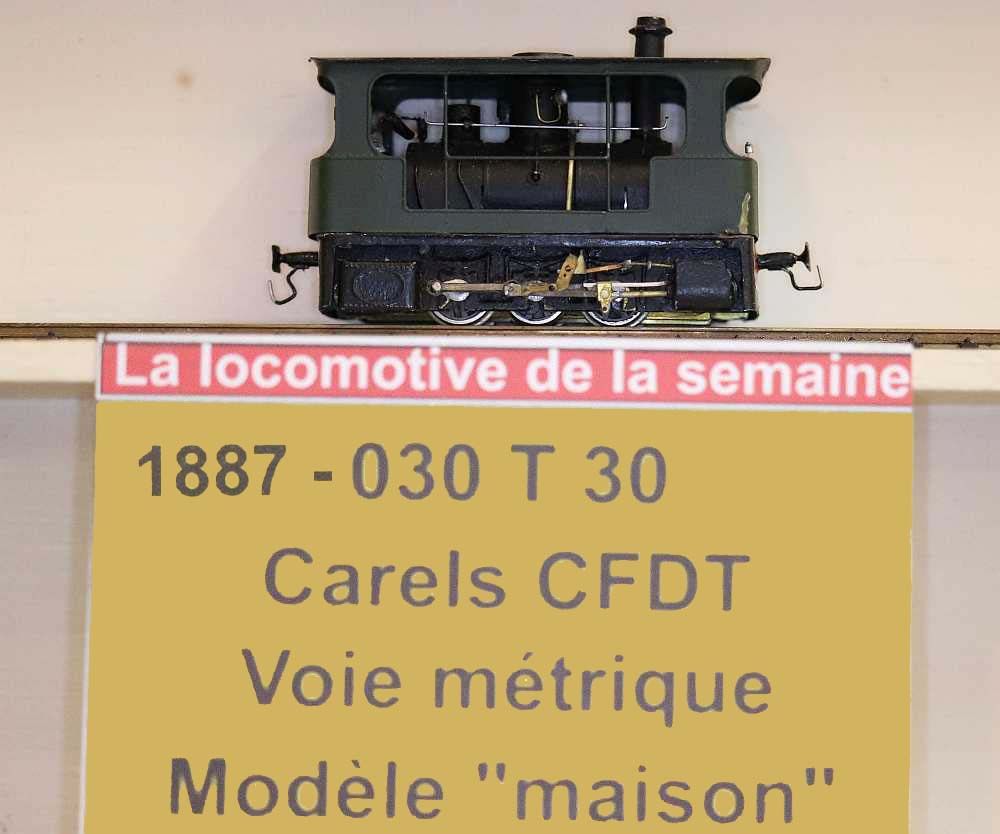 La locomotive de la semaine
1887 - 030 T 30
Carels CFDT
Voie métrique
Modèle "maison"